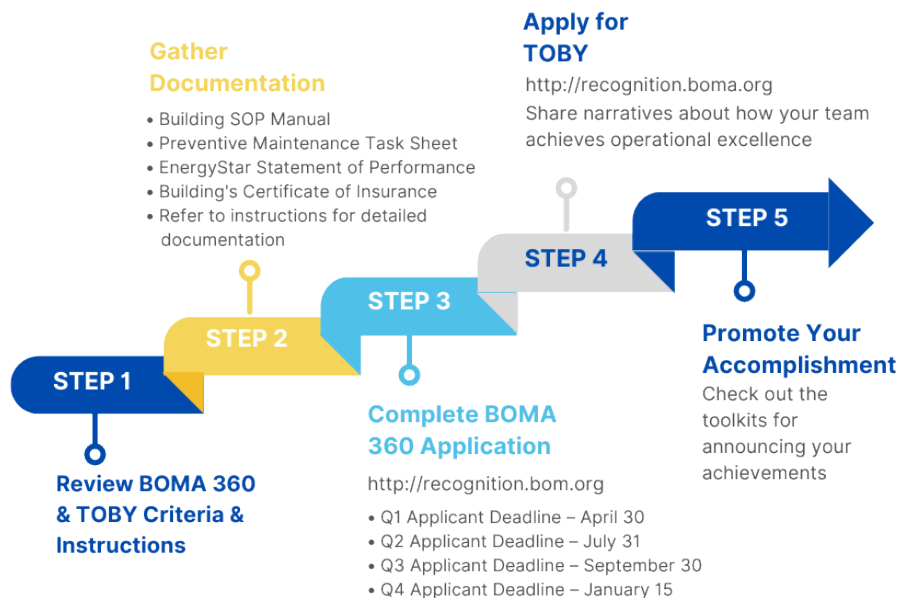 STEP 1
Review BOMA 360
& TOBY Criteria &
Instructions
Gather
Documentation
• Building SOP Manual
• Preventive Maintenance Task Sheet
• EnergyStar Statement of Performance
• Building's Certificate of Insurance
• Refer to instructions for detailed
documentation
STEP 2
STEP 3
Complete BOMA
360 Application
http://recognition.bom.org
• Q1 Applicant Deadline – April 30
• Q2 Applicant Deadline – July 31
• Q3 Applicant Deadline – September 30
• Q4 Applicant Deadline – January 15
Apply for
TOBY
http://recognition.boma.org
Share narratives about how your team
achieves operational excellence
STEP 4
STEP 5
Promote Your
Accomplishment
Check out the
toolkits for
announcing your
achievements